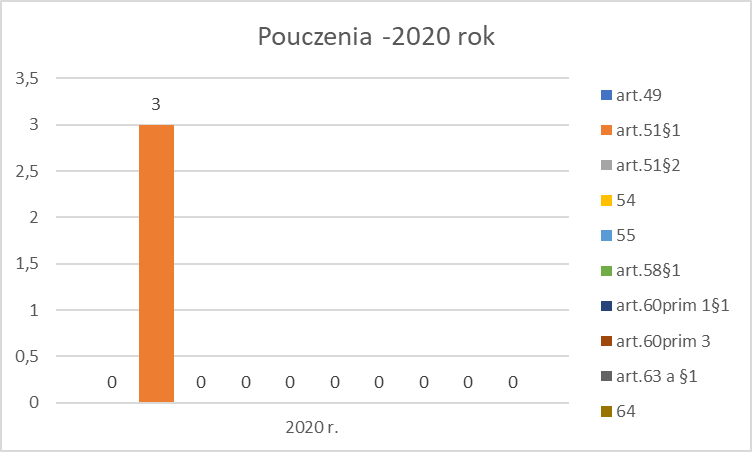 Pouczenia -2020 rok
3,5
3
2,5
2
1,5
1
0,5
0
3
0 0 0 0 0 0 0 0 0
2020 r.
art.49
art.51§1
art.51§2
54
55
art.58§1
art.60prim 1§1
art.60prim 3
art.63 a §1
64